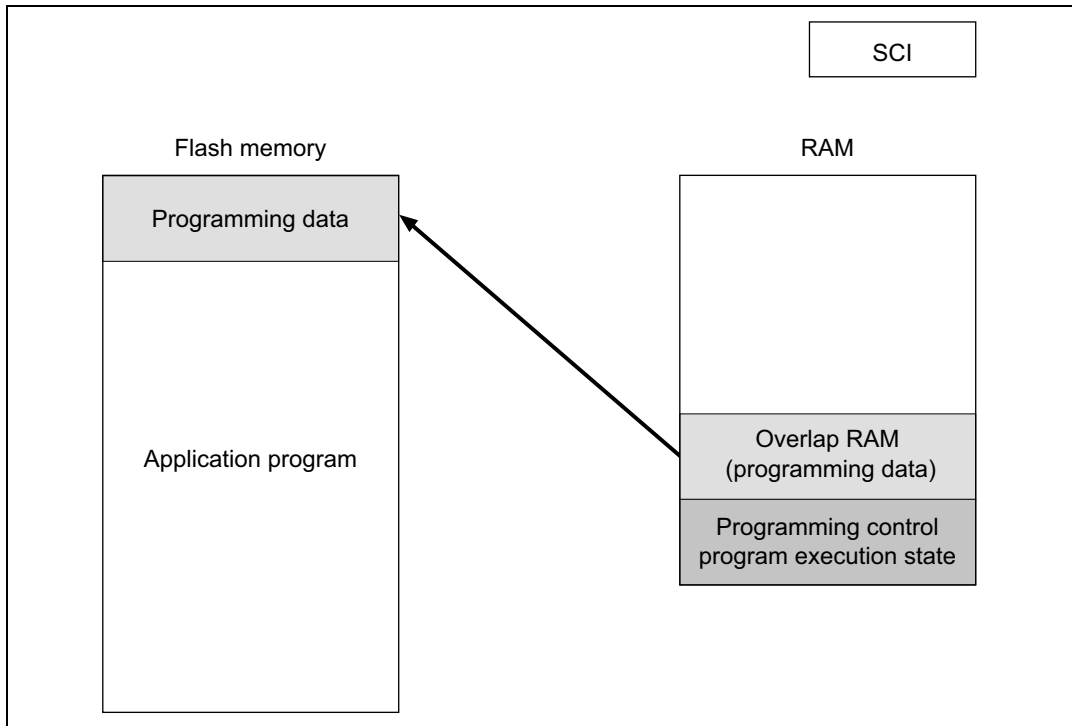 SCI
Flash memory
RAM
Programming data
Application program
Overlap RAM
(programming data)
Programming control
program execution state